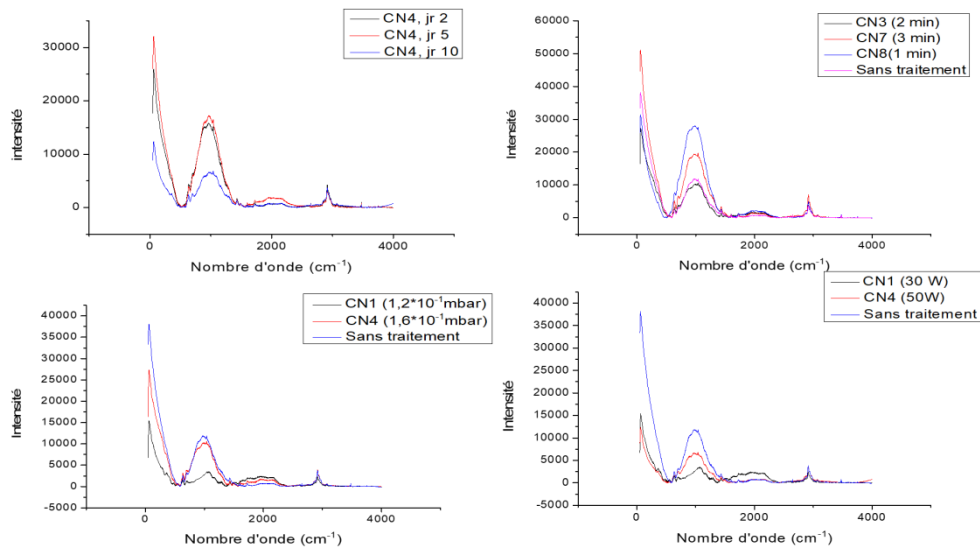 CN4, jr 2
CN4, jr 5
CN4, jr 10
30000
20000
10000
0
0
2000
4000
intensité
Nombre d'onde (cm⁻¹)
CN3 (2 min)
CN7 (3 min)
CN8(1 min)
Sans traitement
60000
50000
40000
30000
20000
10000
0
0
2000
4000
Intensité
Nombre d'onde (cm⁻¹)
CN1 (1,2*10⁻¹mbar)
CN4 (1,6*10⁻¹mbar)
Sans traitement
40000
35000
30000
25000
20000
15000
10000
5000
0
-5000
0
2000
4000
Intensité
Nombre d'onde (cm⁻¹)
CN1 (30 W)
CN4 (50W)
Sans traitement
40000
35000
30000
25000
20000
15000
10000
5000
0
-5000
0
2000
4000
Intensité
Nombre d'onde (cm⁻¹)